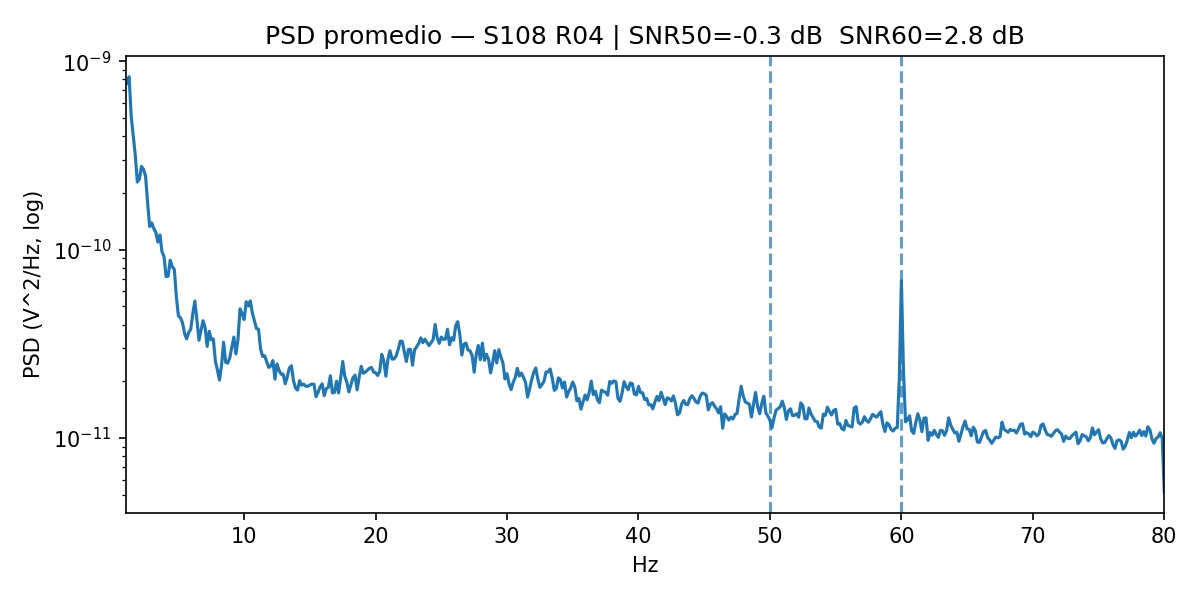 PSD promedio — S108 R04 | SNR50=-0.3 dB  SNR60=2.8 dB
PSD (V^2/Hz, log)
10⁻⁹
10⁻¹⁰
10⁻¹¹
10 20 30 40 50 60 70 80
Hz